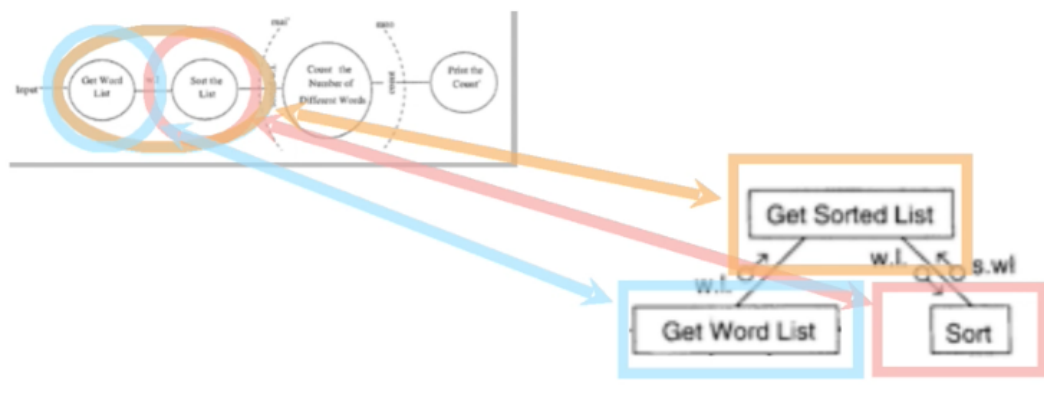 Input
Get Word
List
w.l
Sort the
List
Count the
Number of
Different Words
count
Print the
Count
Get Sorted List
w.l.
w.l.
s.wl
Get Word List
Sort